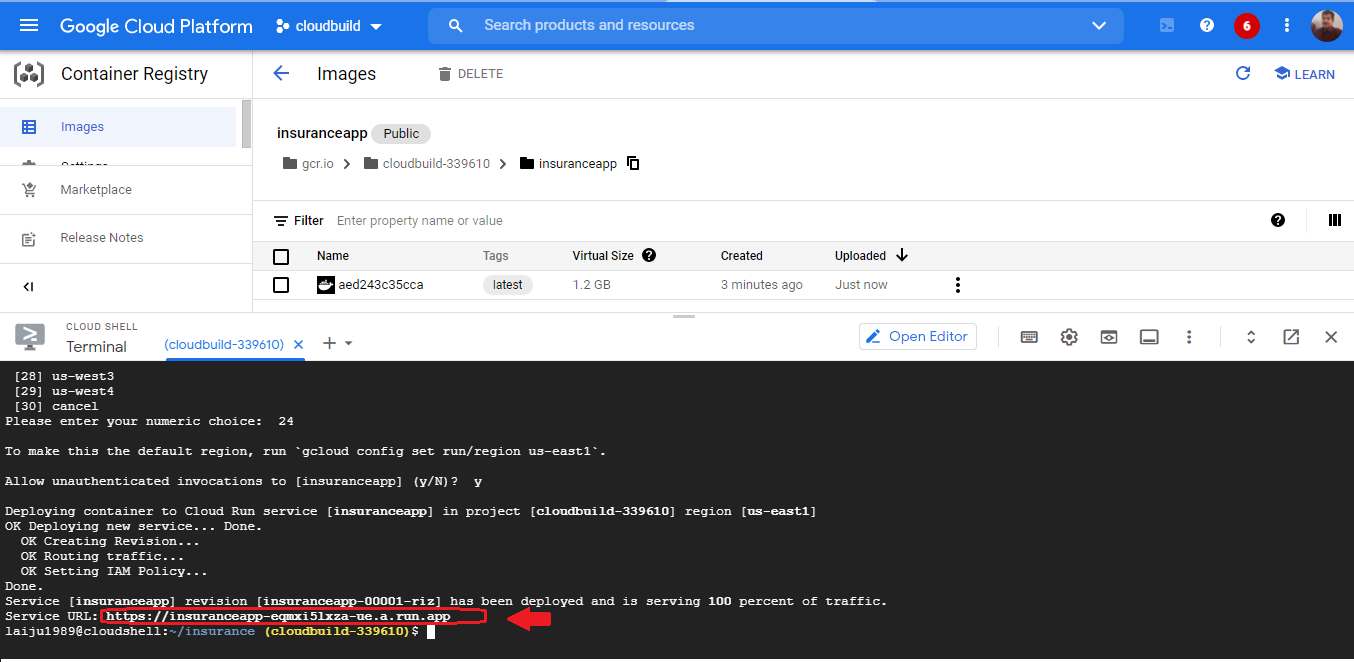 Google Cloud Platform cloudbuild Search products and resources 6
Container Registry Images DELETE LEARN
Images
Settings
Marketplace
Release Notes
insuranceapp Public
gcr.io cloudbuild-339610 insuranceapp
Filter Enter property name or value
Name Tags Virtual Size Created Uploaded
aed243c35cca latest 1.2 GB 3 minutes ago Just now
CLOUD SHELL
Terminal (cloudbuild-339610) Open Editor
[28] us-west3
[29] us-west4
[30] cancel
Please enter your numeric choice:  24
To make this the default region, run `gcloud config set run/region us-east1`.
Allow unauthenticated invocations to [insuranceapp] (y/N)?  y
Deploying container to Cloud Run service [insuranceapp] in project [cloudbuild-339610] region [us-east1]
OK Deploying new service... Done.
OK Creating Revision...
OK Routing traffic...
OK Setting IAM Policy...
Done.
Service [insuranceapp] revision [insuranceapp-00001-riz] has been deployed and is serving 100 percent of traffic.
Service URL: https://insuranceapp-eqmxi5lxza-ue.a.run.app
laiju1989@cloudshell:~/insurance (cloudbuild-339610)$